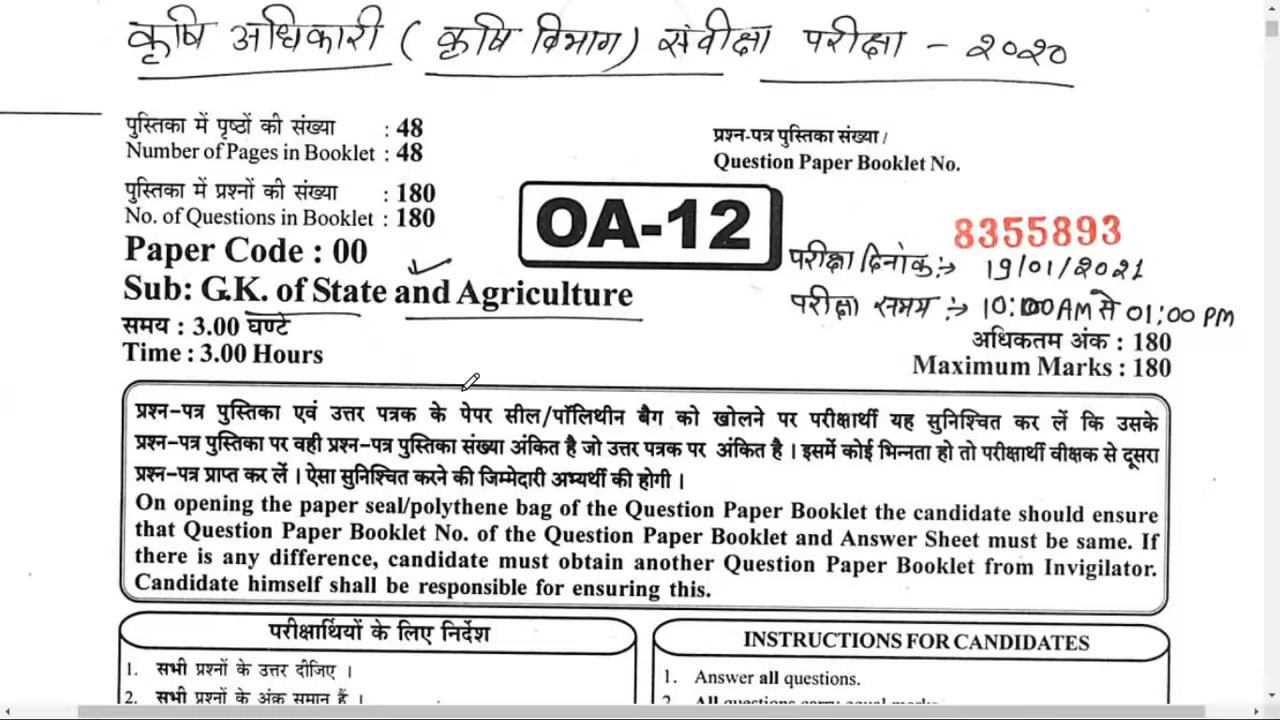 कृषि अधिकारी ( कृषि विभाग) संवीक्षा परीक्षा - २०२०
पुस्तिका में पृष्ठों की संख्या : 48
Number of Pages in Booklet : 48
पुस्तिका में प्रश्नों की संख्या : 180
No. of Questions in Booklet : 180
Paper Code : 00
Sub: G.K. of State and Agriculture
समय : 3.00 घण्टे
Time : 3.00 Hours
OA-12
प्रश्न-पत्र पुस्तिका संख्या /
Question Paper Booklet No.
8355893
परीक्षा दिनांक :→ 19/01/2021
परीक्षा समय :→ 10:00AM से 01:00 PM
अधिकतम अंक : 180
Maximum Marks : 180
प्रश्न-पत्र पुस्तिका एवं उत्तर पत्रक के पेपर सील/पॉलिथीन बैग को खोलने पर परीक्षार्थी यह सुनिश्चित कर लें कि उसके
प्रश्न-पत्र पुस्तिका पर वही प्रश्न-पत्र पुस्तिका संख्या अंकित है जो उत्तर पत्रक पर अंकित है । इसमें कोई भिन्नता हो तो परीक्षार्थी वीक्षक से दूसरा
प्रश्न-पत्र प्राप्त कर लें । ऐसा सुनिश्चित करने की जिम्मेदारी अभ्यर्थी की होगी ।
On opening the paper seal/polythene bag of the Question Paper Booklet the candidate should ensure
that Question Paper Booklet No. of the Question Paper Booklet and Answer Sheet must be same. If
there is any difference, candidate must obtain another Question Paper Booklet from Invigilator.
Candidate himself shall be responsible for ensuring this.
परीक्षार्थियों के लिए निर्देश
1. सभी प्रश्नों के उत्तर दीजिए ।
2. सभी प्रश्नों के अंक समान हैं ।
INSTRUCTIONS FOR CANDIDATES
1. Answer all questions.
2. All questions carry equal marks.